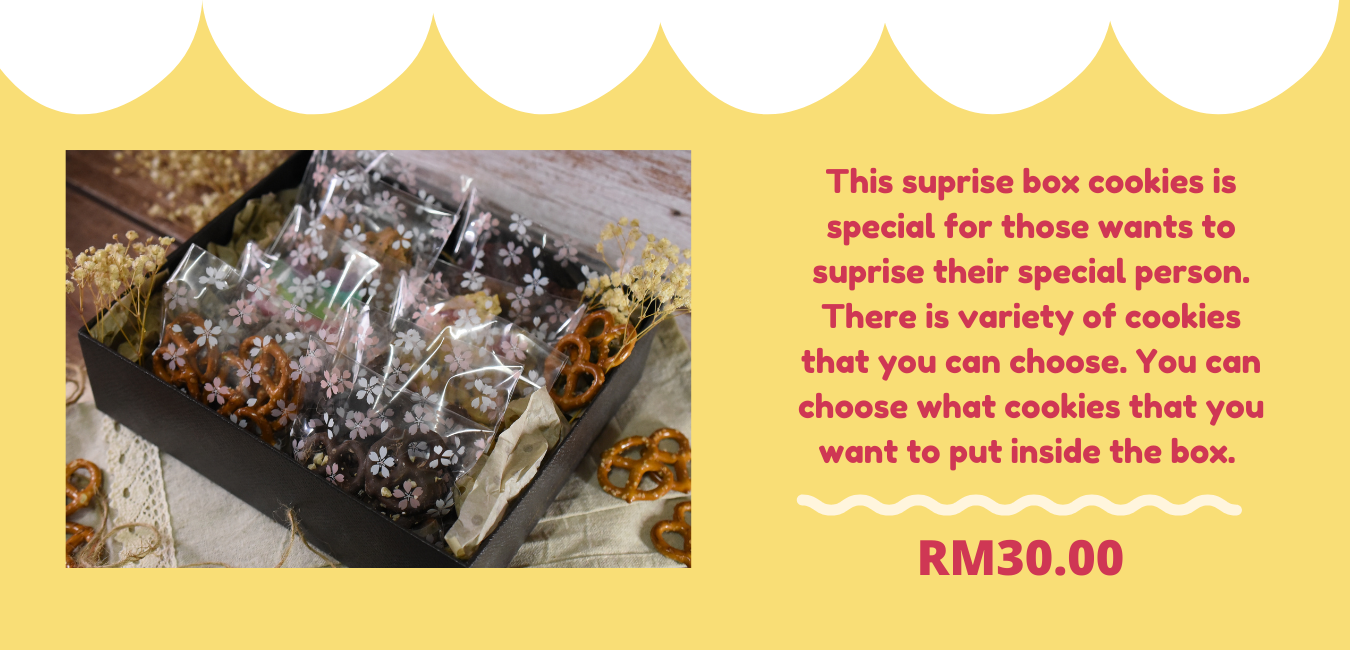 This suprise box cookies is
special for those wants to
suprise their special person.
There is variety of cookies
that you can choose. You can
choose what cookies that you
want to put inside the box.
RM30.00